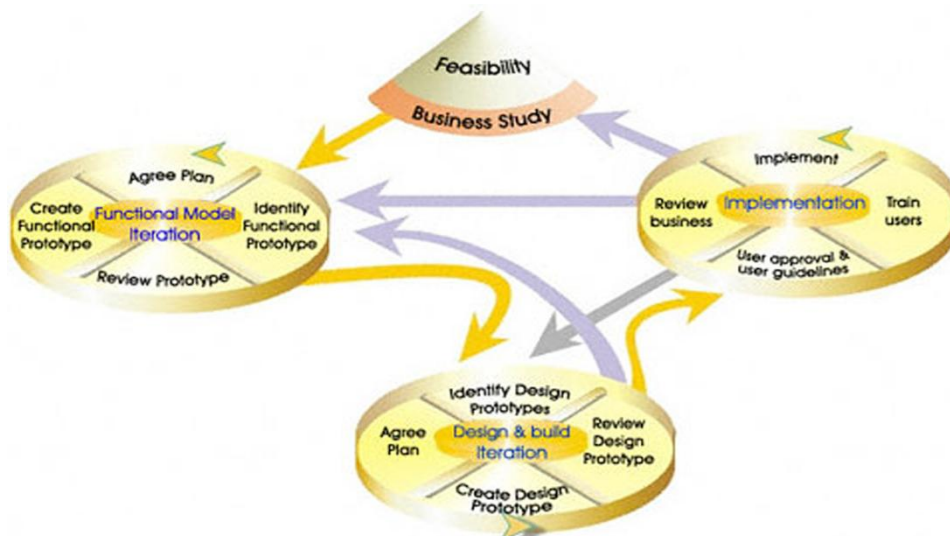 Feasibility
Business Study
Agree Plan
Create
Functional
Prototype
Functional Model
Iteration
Identify
Functional
Prototype
Review Prototype
Implement
Review
business
Implementation
Train
users
User approval &
user guidelines
Identify Design
Prototypes
Agree
Plan
Design & build
Iteration
Review
Design
Prototype
Create Design
Prototype